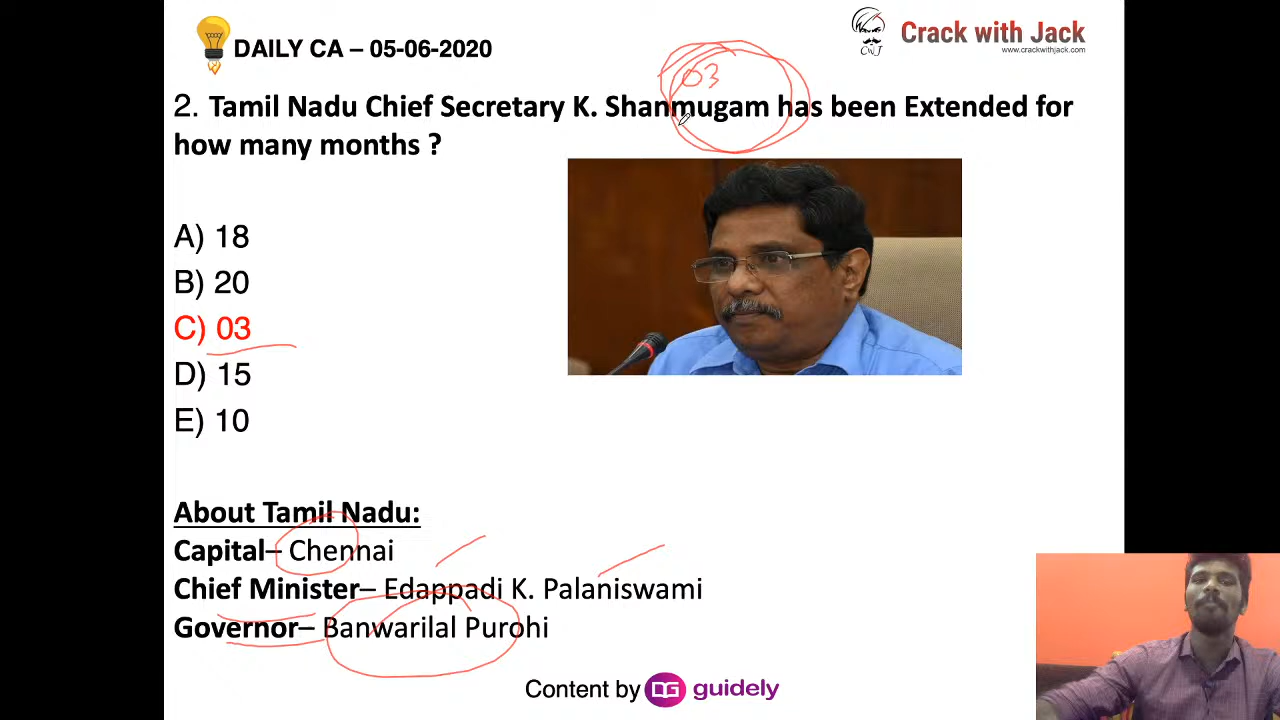 DAILY CA – 05-06-2020
Crack with Jack
www.crackwithjack.com
CWJ
03
2. Tamil Nadu Chief Secretary K. Shanmugam has been Extended for
how many months ?
A) 18
B) 20
C) 03
D) 15
E) 10
About Tamil Nadu:
Capital– Chennai
Chief Minister– Edappadi K. Palaniswami
Governor– Banwarilal Purohi
Content by DG guidely